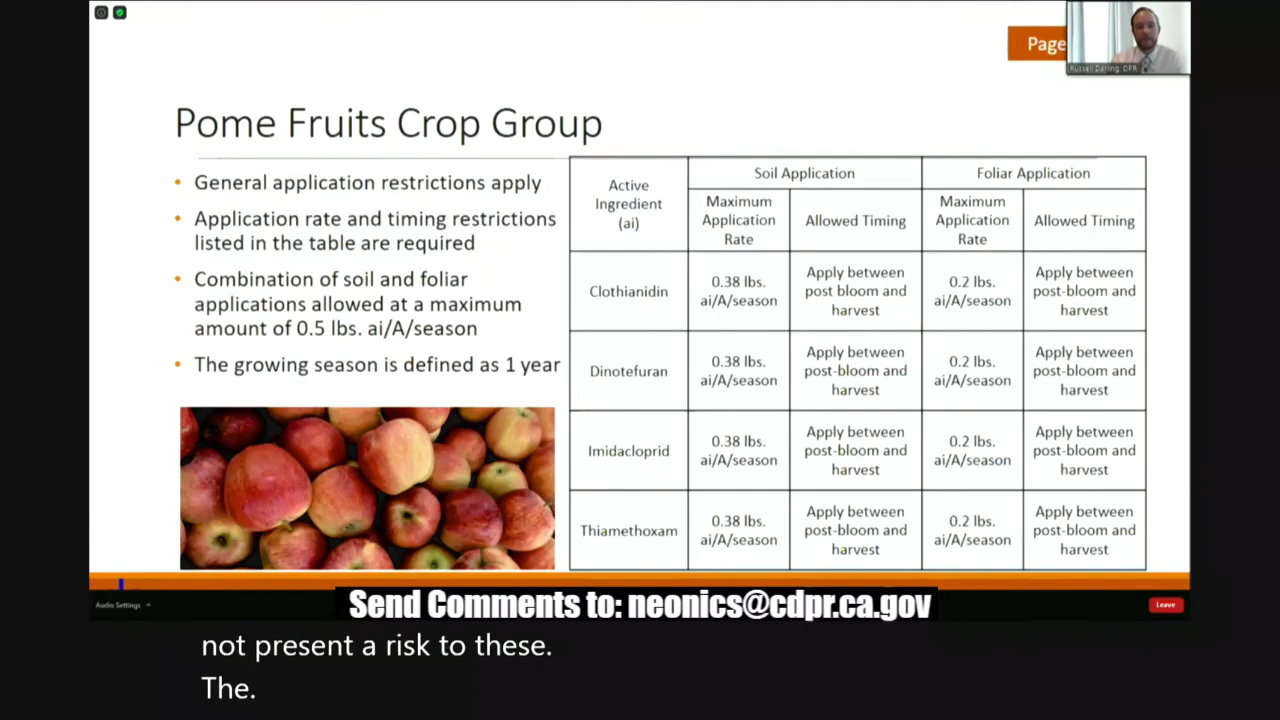 Page
Russell Darling, DPR
Pome Fruits Crop Group
• General application restrictions apply
• Application rate and timing restrictions
listed in the table are required
• Combination of soil and foliar
applications allowed at a maximum
amount of 0.5 lbs. ai/A/season
• The growing season is defined as 1 year
Active
Ingredient
(ai)
Soil Application
Foliar Application
Maximum
Application
Rate
Allowed Timing
Maximum
Application
Rate
Allowed Timing
Clothianidin
0.38 lbs.
ai/A/season
Apply between
post bloom and
harvest
0.2 lbs.
ai/A/season
Apply between
post-bloom and
harvest
Dinotefuran
0.38 lbs.
ai/A/season
Apply between
post-bloom and
harvest
0.2 lbs.
ai/A/season
Apply between
post-bloom and
harvest
Imidacloprid
0.38 lbs.
ai/A/season
Apply between
post-bloom and
harvest
0.2 lbs.
ai/A/season
Apply between
post-bloom and
harvest
Thiamethoxam
0.38 lbs.
ai/A/season
Apply between
post-bloom and
harvest
0.2 lbs.
ai/A/season
Apply between
post-bloom and
harvest
Audio Settings
Send Comments to: neonics@cdpr.ca.gov
Leave
not present a risk to these.
The.